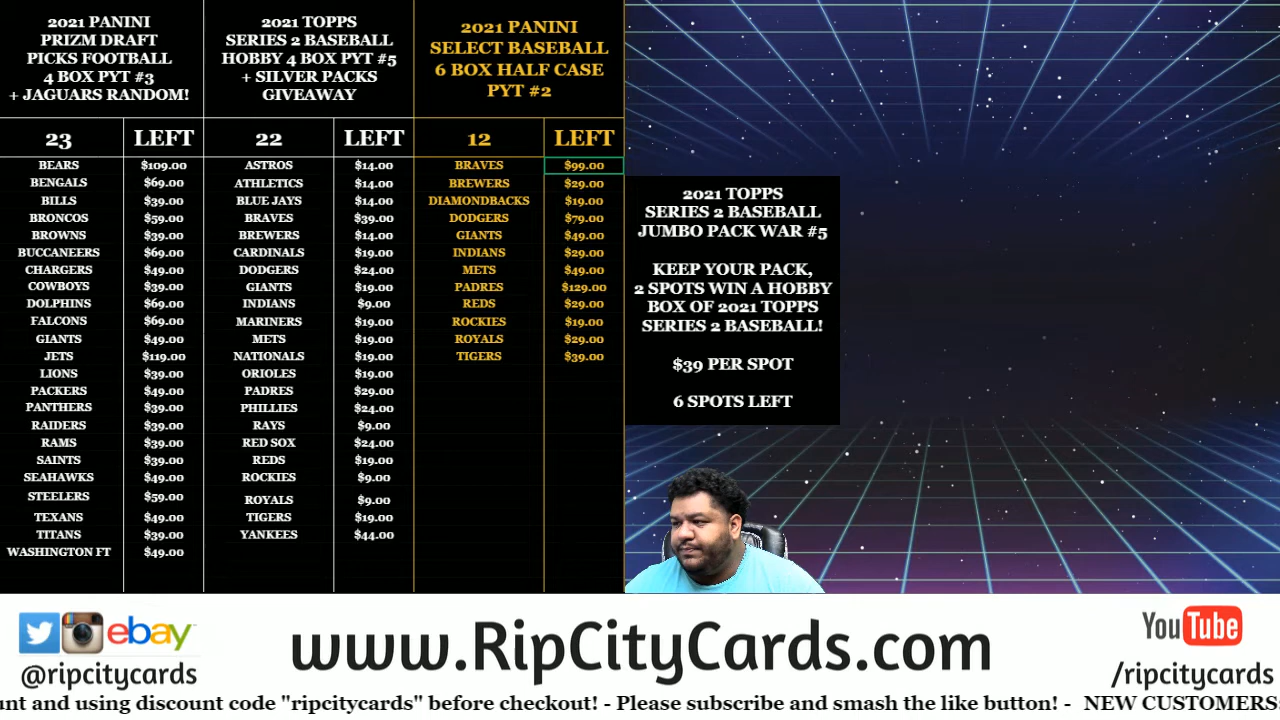 2021 PANINI
PRIZM DRAFT
PICKS FOOTBALL
4 BOX PYT #3
+ JAGUARS RANDOM!
23 LEFT
BEARS $109.00
BENGALS $69.00
BILLS $39.00
BRONCOS $59.00
BROWNS $39.00
BUCCANEERS $69.00
CHARGERS $49.00
COWBOYS $39.00
DOLPHINS $69.00
FALCONS $69.00
GIANTS $49.00
JETS $119.00
LIONS $39.00
PACKERS $49.00
PANTHERS $39.00
RAIDERS $39.00
RAMS $39.00
SAINTS $39.00
SEAHAWKS $49.00
STEELERS $59.00
TEXANS $49.00
TITANS $39.00
WASHINGTON FT $49.00
2021 TOPPS
SERIES 2 BASEBALL
HOBBY 4 BOX PYT #5
+ SILVER PACKS
GIVEAWAY
22 LEFT
ASTROS $14.00
ATHLETICS $14.00
BLUE JAYS $14.00
BRAVES $39.00
BREWERS $14.00
CARDINALS $19.00
DODGERS $24.00
GIANTS $19.00
INDIANS $9.00
MARINERS $19.00
METS $19.00
NATIONALS $19.00
ORIOLES $19.00
PADRES $29.00
PHILLIES $24.00
RAYS $9.00
RED SOX $24.00
REDS $19.00
ROCKIES $9.00
ROYALS $9.00
TIGERS $19.00
YANKEES $44.00
2021 PANINI
SELECT BASEBALL
6 BOX HALF CASE
PYT #2
12 LEFT
BRAVES $99.00
BREWERS $29.00
DIAMONDBACKS $19.00
DODGERS $79.00
GIANTS $49.00
INDIANS $29.00
METS $49.00
PADRES $129.00
REDS $29.00
ROCKIES $19.00
ROYALS $29.00
TIGERS $39.00
2021 TOPPS
SERIES 2 BASEBALL
JUMBO PACK WAR #5
KEEP YOUR PACK,
2 SPOTS WIN A HOBBY
BOX OF 2021 TOPPS
SERIES 2 BASEBALL!
$39 PER SPOT
6 SPOTS LEFT
ebay
@ripcitycards
www.RipCityCards.com
YouTube
/ripcitycards
unt and using discount code "ripcitycards" before checkout! - Please subscribe and smash the like button! - NEW CUSTOMERS